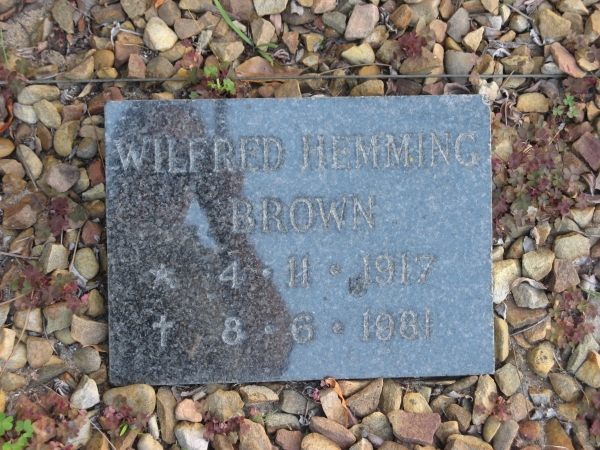 WILFRED HEMMING
BROWN
* 4 · 11 · 1917
† 8 · 6 · 1981